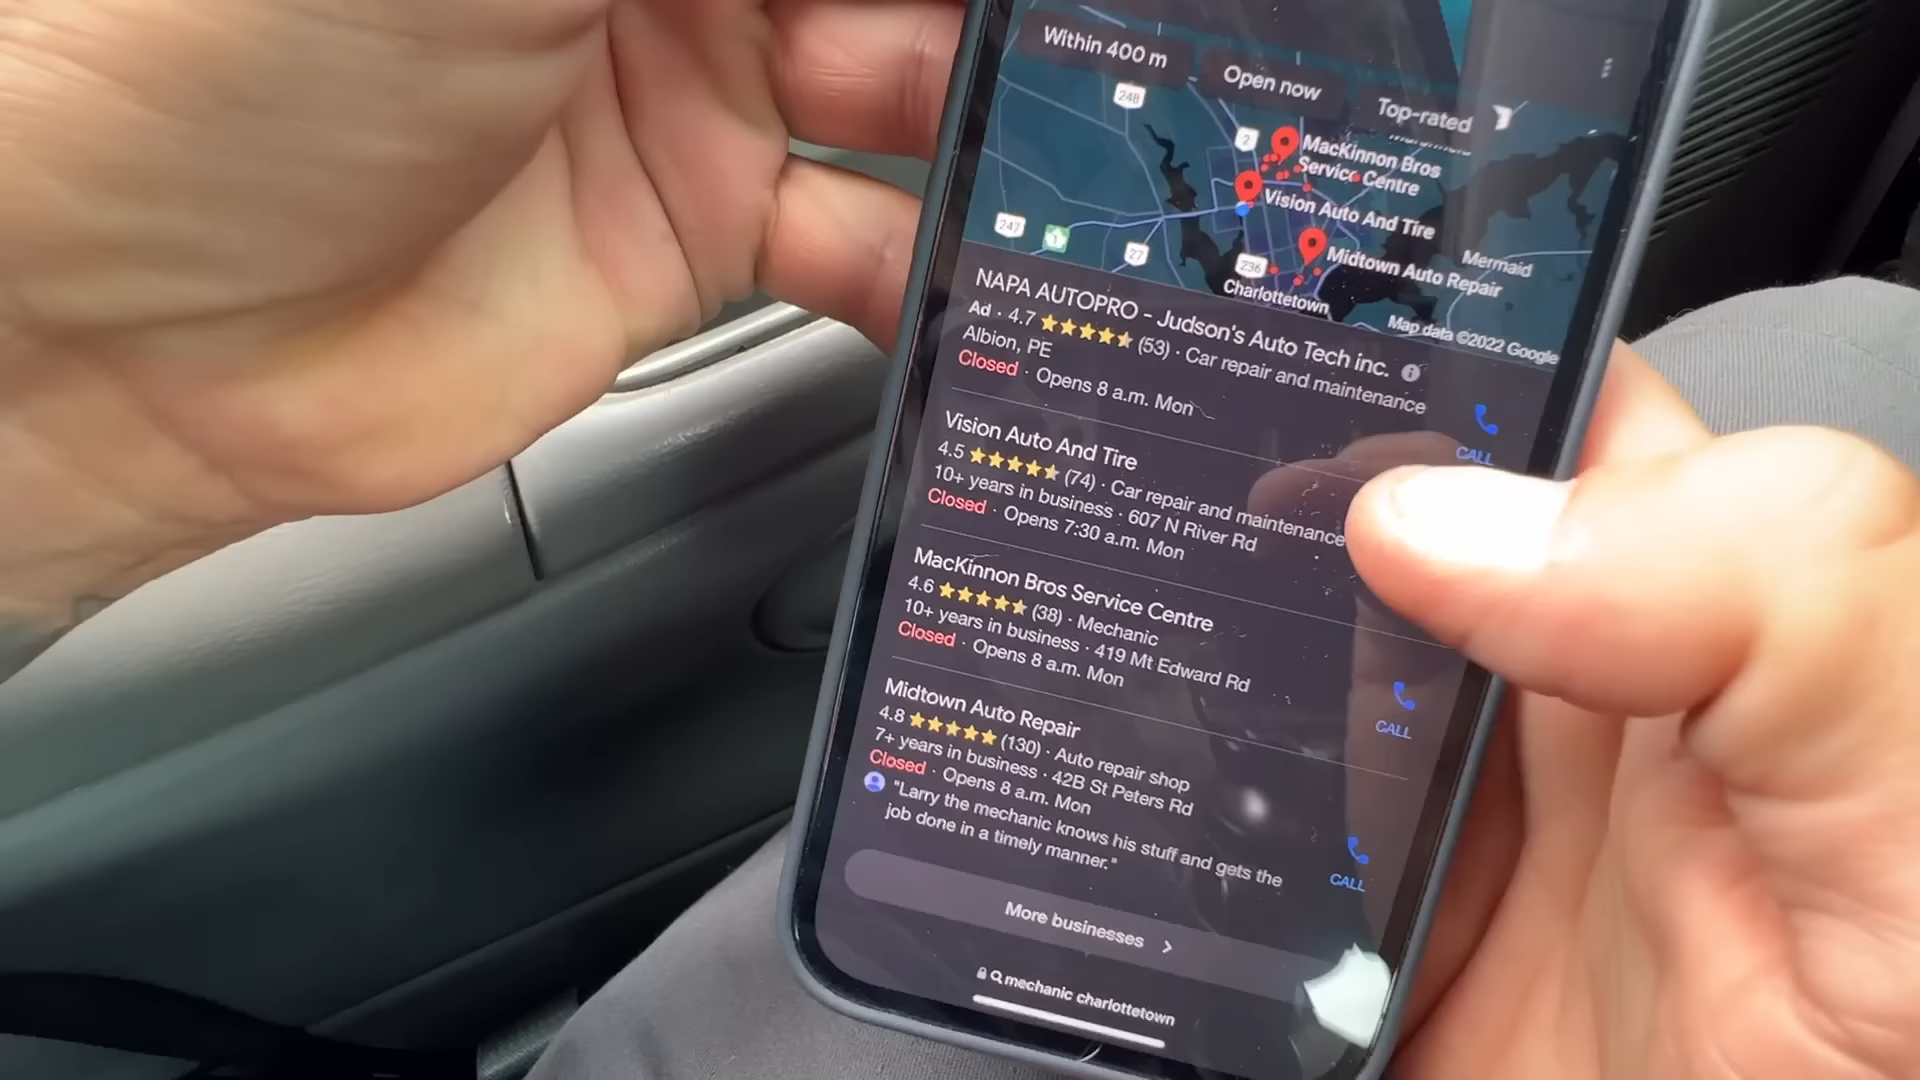 Within 400 m
Open now
Top-rated
248
2
MacKinnon Bros
Service Centre
Vision Auto And Tire
247
1
27
236
Midtown Auto Repair
Mermaid
Charlottetown
Map data ©2022 Google
NAPA AUTOPRO - Judson's Auto Tech inc.
Ad · 4.7 (53) · Car repair and maintenance
Albion, PE
Closed · Opens 8 a.m. Mon
CALL
Vision Auto And Tire
4.5 (74) · Car repair and maintenance
10+ years in business · 607 N River Rd
Closed · Opens 7:30 a.m. Mon
MacKinnon Bros Service Centre
4.6 (38) · Mechanic
10+ years in business · 419 Mt Edward Rd
Closed · Opens 8 a.m. Mon
CALL
Midtown Auto Repair
4.8 (130) · Auto repair shop
7+ years in business · 42B St Peters Rd
Closed · Opens 8 a.m. Mon
"Larry the mechanic knows his stuff and gets the
job done in a timely manner."
CALL
More businesses >
mechanic charlottetown